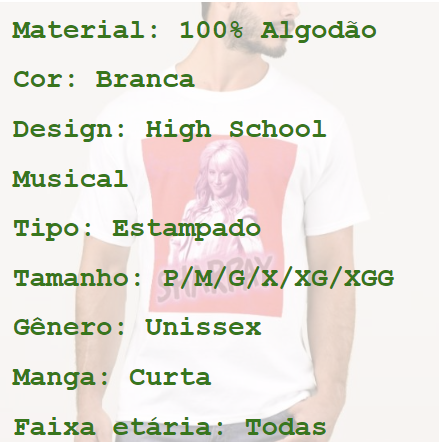 Material: 100% Algodão
Cor: Branca
Design: High School
Musical
Tipo: Estampado
Tamanho: P/M/G/X/XG/XGG
Gênero: Unissex
Manga: Curta
Faixa etária: Todas
SHARPAY